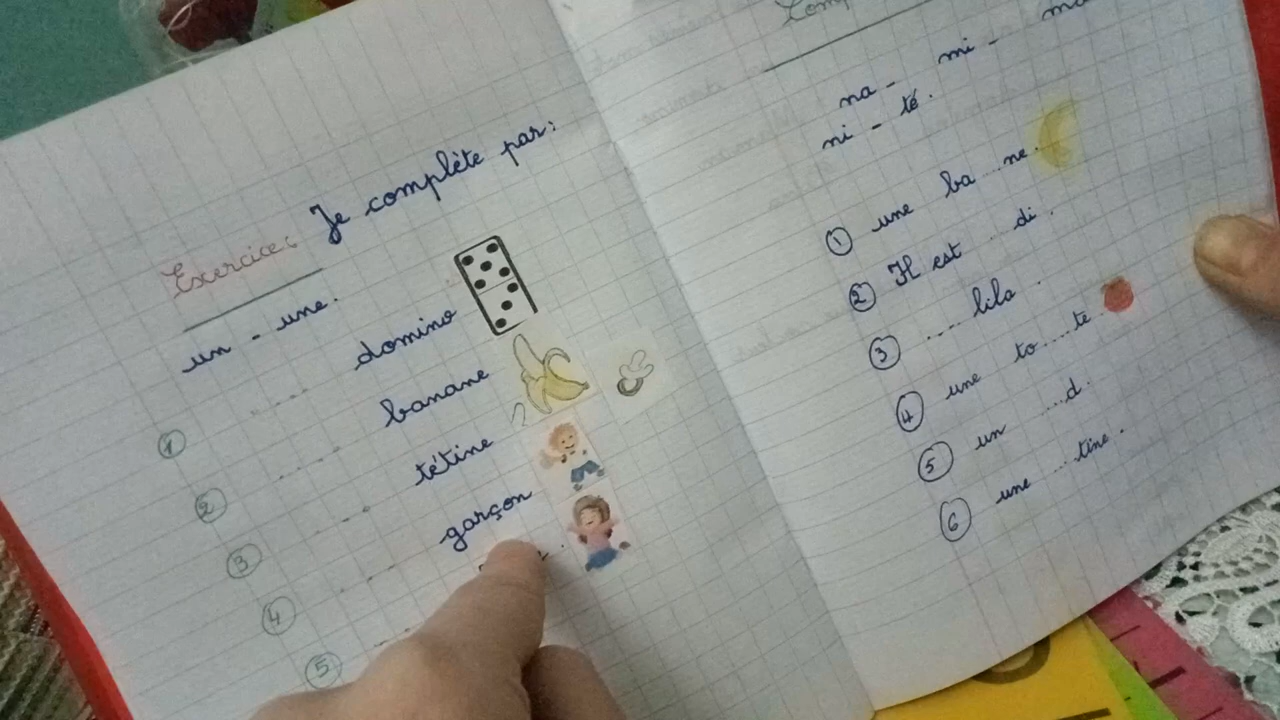 Exercice: Je complète par:
un - une.
① .... domino
② .... banane
③ .... tétine
④ .... garçon
⑤ ....
na - mi - ma
ni - té.
① une ba...ne.
② Il est ...di.
③ .... lila.
④ une to...te.
⑤ un ....d.
⑥ une ....tine.